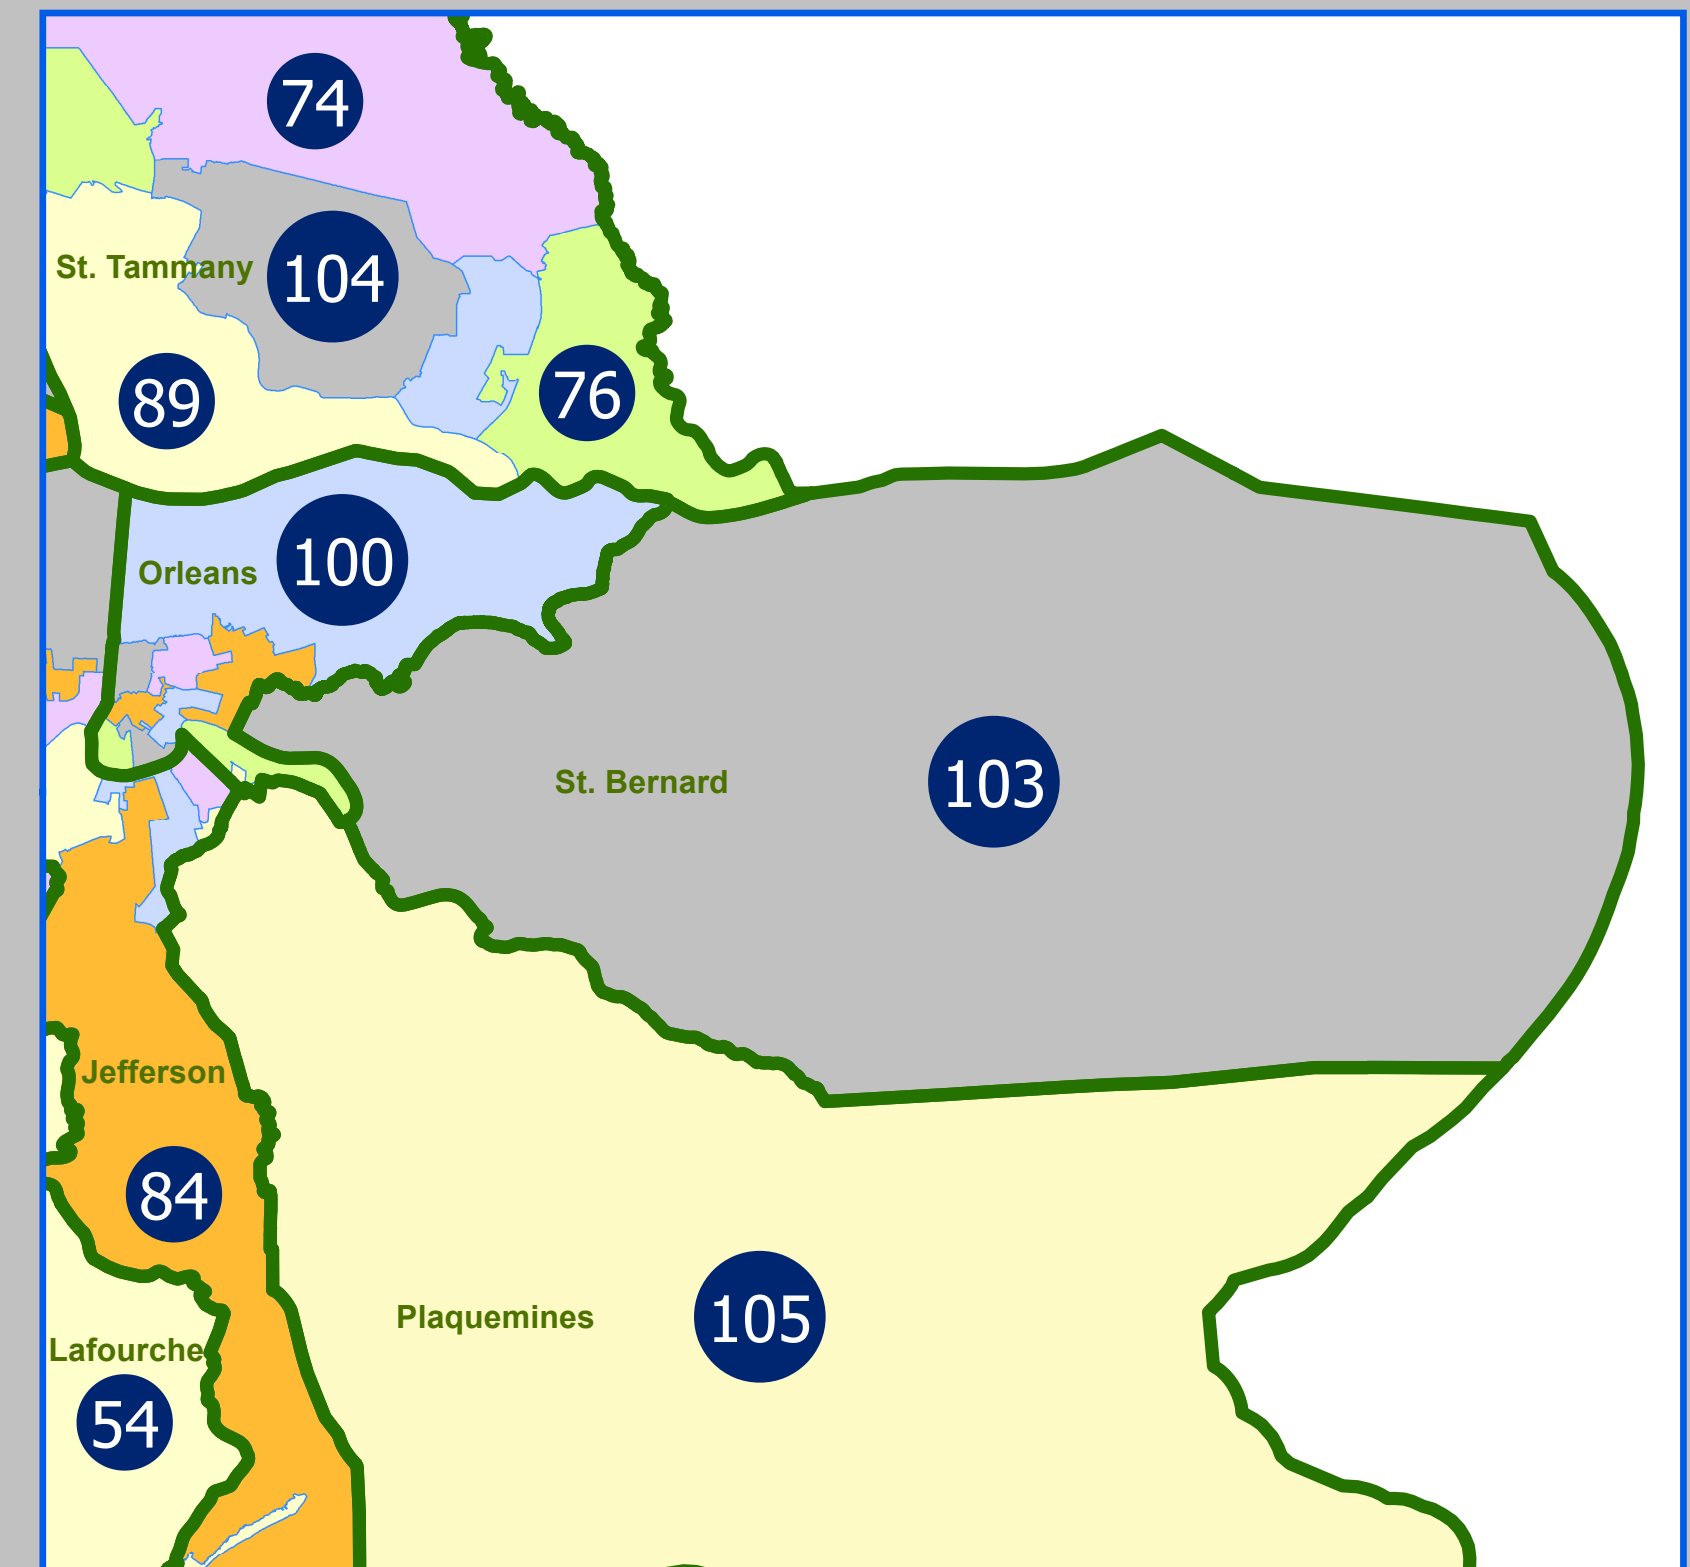 74
St. Tammany
104
89
76
Orleans
100
St. Bernard
103
Jefferson
84
Plaquemines
105
Lafourche
54